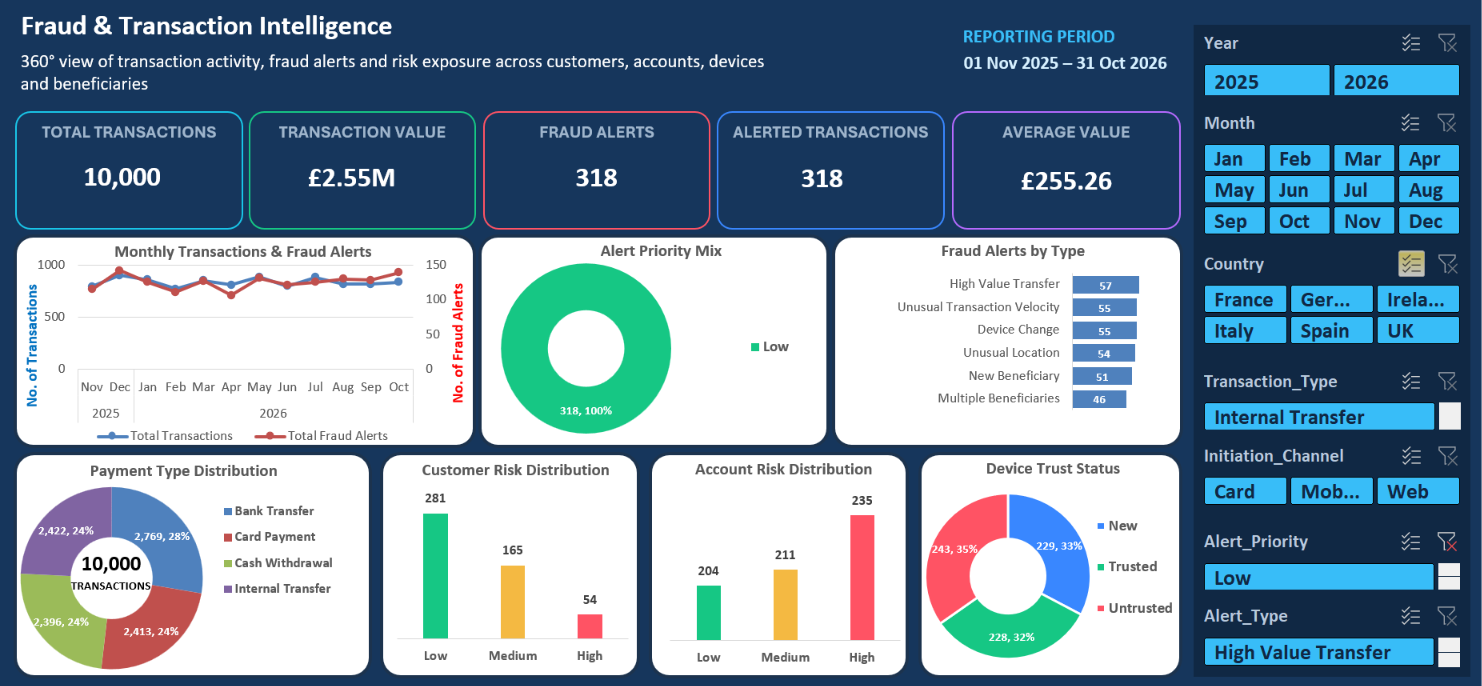 Fraud & Transaction Intelligence
360° view of transaction activity, fraud alerts and risk exposure across customers, accounts, devices
and beneficiaries
REPORTING PERIOD
01 Nov 2025 – 31 Oct 2026
TOTAL TRANSACTIONS
10,000
TRANSACTION VALUE
£2.55M
FRAUD ALERTS
318
ALERTED TRANSACTIONS
318
AVERAGE VALUE
£255.26
Monthly Transactions & Fraud Alerts
No. of Transactions
1000
500
0
150
100
50
0
No. of Fraud Alerts
Nov Dec Jan Feb Mar Apr May Jun Jul Aug Sep Oct
2025 2026
Total Transactions Total Fraud Alerts
Alert Priority Mix
318, 100%
Low
Fraud Alerts by Type
High Value Transfer 57
Unusual Transaction Velocity 55
Device Change 55
Unusual Location 54
New Beneficiary 51
Multiple Beneficiaries 46
Payment Type Distribution
2,422, 24%
2,769, 28%
10,000
TRANSACTIONS
2,396, 24%
2,413, 24%
Bank Transfer
Card Payment
Cash Withdrawal
Internal Transfer
Customer Risk Distribution
281
165
54
Low Medium High
Account Risk Distribution
204
211
235
Low Medium High
Device Trust Status
243, 35%
229, 33%
228, 32%
New
Trusted
Untrusted
Year
2025 2026
Month
Jan Feb Mar Apr
May Jun Jul Aug
Sep Oct Nov Dec
Country
France Ger... Irela...
Italy Spain UK
Transaction_Type
Internal Transfer
Initiation_Channel
Card Mob... Web
Alert_Priority
Low
Alert_Type
High Value Transfer